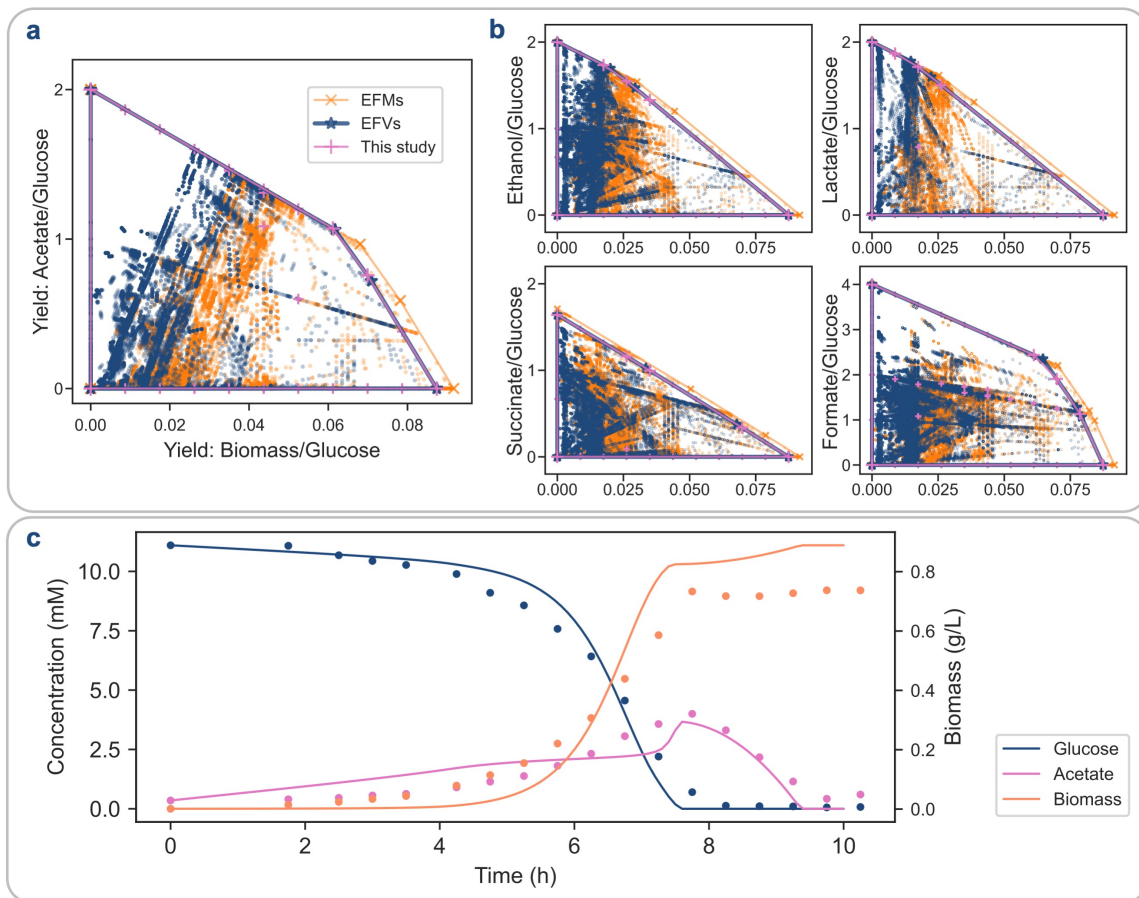 a
Yield: Acetate/Glucose
2
1
0
0.00 0.02 0.04 0.06 0.08
Yield: Biomass/Glucose
EFMs
EFVs
This study
b
Ethanol/Glucose
2
1
0
0.000 0.025 0.050 0.075
Lactate/Glucose
2
1
0
0.000 0.025 0.050 0.075
Succinate/Glucose
2
1
0
0.000 0.025 0.050 0.075
Formate/Glucose
4
3
2
1
0
0.000 0.025 0.050 0.075
c
Concentration (mM)
10.0
7.5
5.0
2.5
0.0
0 2 4 6 8 10
Time (h)
0.8
0.6
0.4
0.2
0.0
Biomass (g/L)
Glucose
Acetate
Biomass